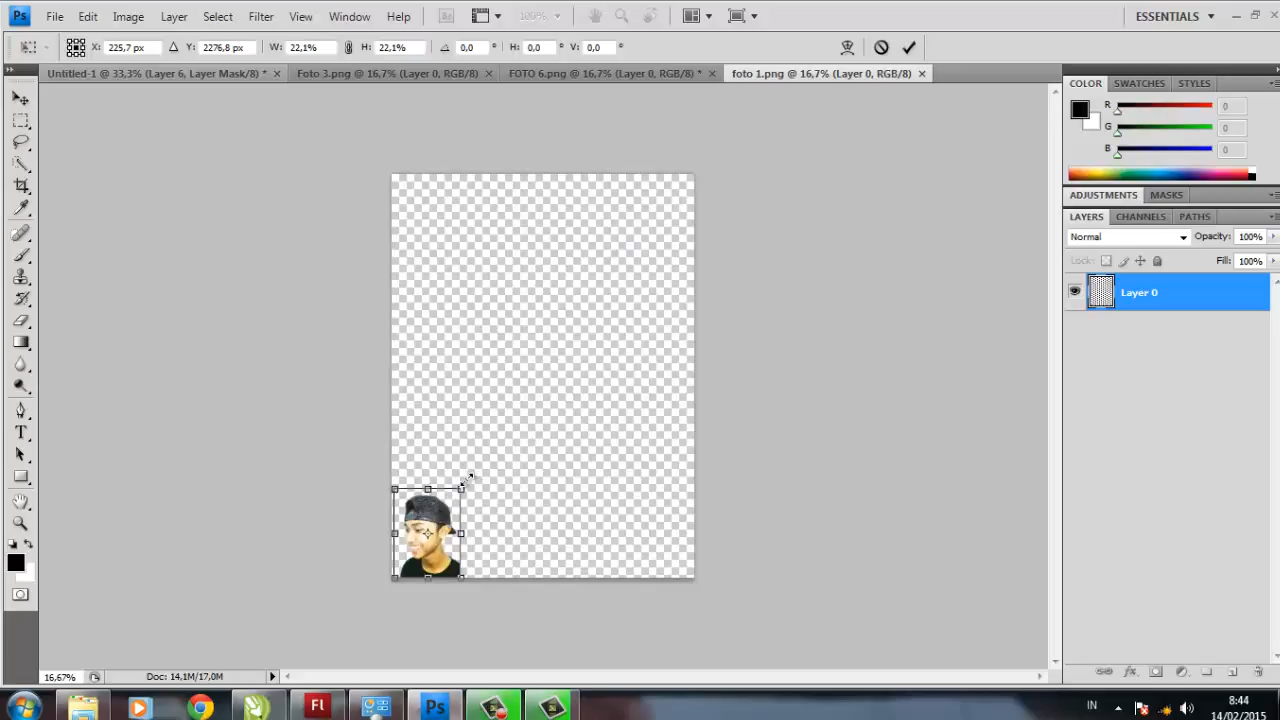 Ps File Edit Image Layer Select Filter View Window Help Br 100% ESSENTIALS
X: 225,7 px Y: 2276,8 px W: 22,1% H: 22,1% 0,0 ° H: 0,0 ° V: 0,0 °
Untitled-1 @ 33,3% (Layer 6, Layer Mask/8) * Foto 3.png @ 16,7% (Layer 0, RGB/8) FOTO 6.png @ 16,7% (Layer 0, RGB/8) * foto 1.png @ 16,7% (Layer 0, RGB/8)
COLOR SWATCHES STYLES
R 0
G 0
B 0
ADJUSTMENTS MASKS
LAYERS CHANNELS PATHS
Normal Opacity: 100%
Lock: Fill: 100%
Layer 0
T
16,67% Doc: 14,1M/17,0M
Fl Ps IN 8:44
14/02/2015